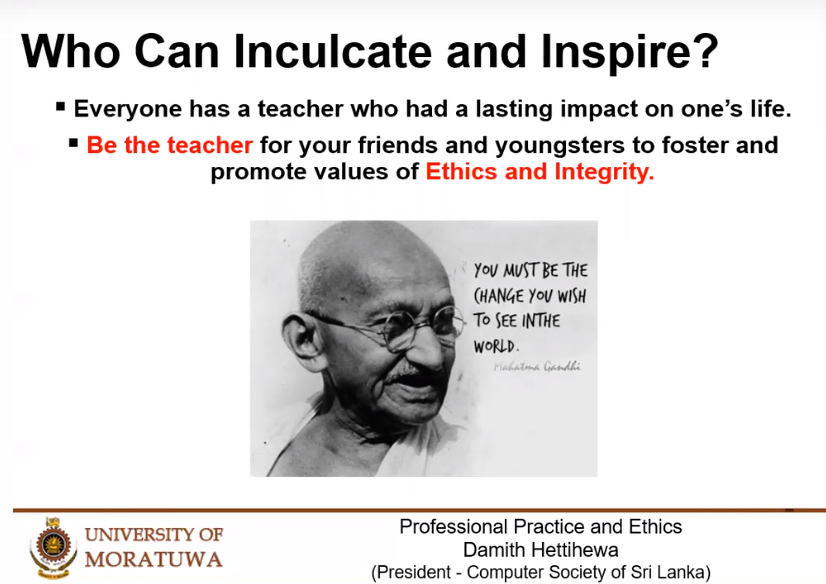 Who Can Inculcate and Inspire?
▪ Everyone has a teacher who had a lasting impact on one's life.
▪ Be the teacher for your friends and youngsters to foster and
promote values of Ethics and Integrity.
YOU MUST BE THE
CHANGE YOU WISH
TO SEE INTHE
WORLD.
Mahatma Gandhi
UNIVERSITY OF
MORATUWA
Professional Practice and Ethics
Damith Hettihewa
(President - Computer Society of Sri Lanka)